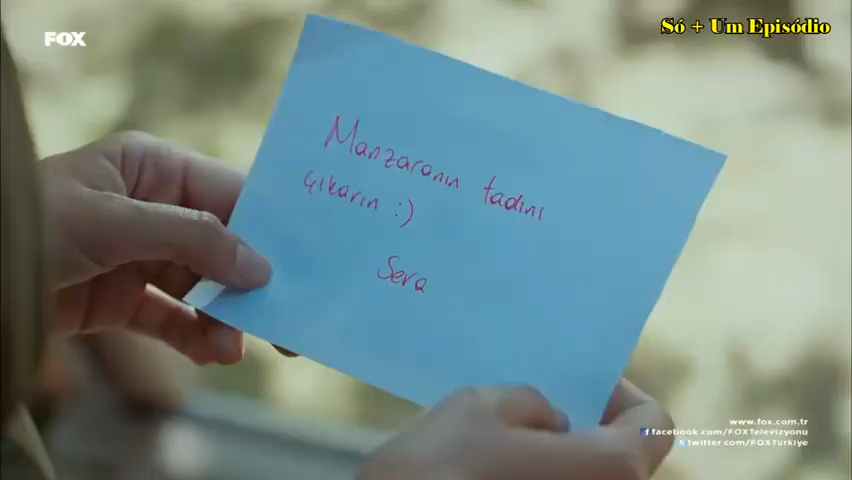 FOX
Só + Um Episódio
Manzaranın tadını
çıkarın :)
Sera
www.fox.com.tr
facebook.com/FOXTelevizyonu
twitter.com/FOXTurkiye